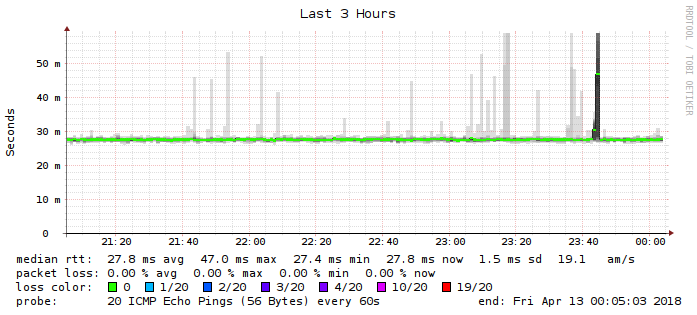 Last 3 Hours
RRDTOOL / TOBI OETIKER
Seconds
50 m
40 m
30 m
20 m
10 m
0
21:20 21:40 22:00 22:20 22:40 23:00 23:20 23:40 00:00
median rtt: 27.8 ms avg 47.0 ms max 27.4 ms min 27.8 ms now 1.5 ms sd 19.1 am/s
packet loss: 0.00 % avg 0.00 % max 0.00 % min 0.00 % now
loss color: 0 1/20 2/20 3/20 4/20 10/20 19/20
probe: 20 ICMP Echo Pings (56 Bytes) every 60s end: Fri Apr 13 00:05:03 2018